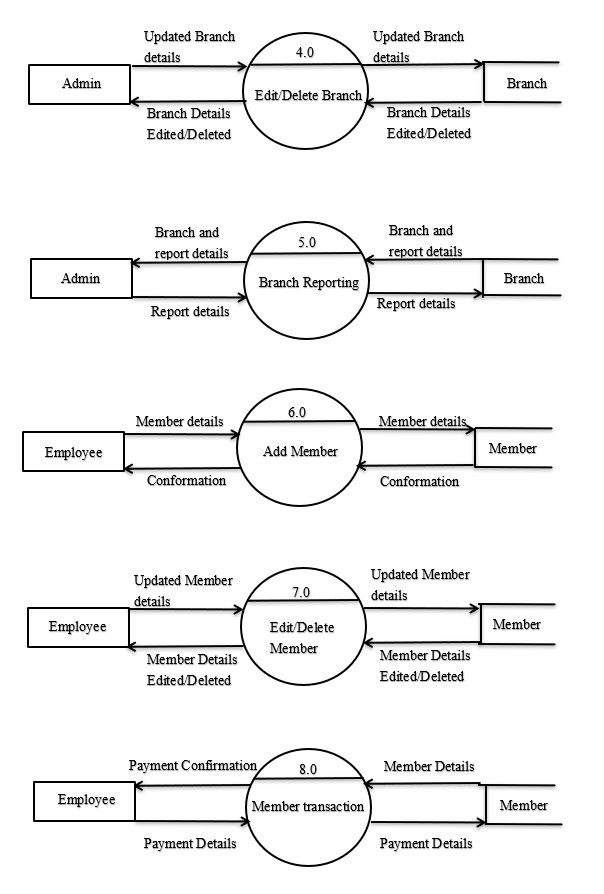 Updated Branch
details
4.0
Updated Branch
details
Admin
Edit/Delete Branch
Branch
Branch Details
Edited/Deleted
Branch Details
Edited/Deleted
Branch and
report details
5.0
Branch and
report details
Admin
Branch Reporting
Branch
Report details
Report details
Member details
6.0
Member details
Employee
Add Member
Member
Conformation
Conformation
Updated Member
details
7.0
Updated Member
details
Employee
Edit/Delete
Member
Member
Member Details
Edited/Deleted
Member Details
Edited/Deleted
Payment Confirmation
8.0
Member Details
Employee
Member transaction
Member
Payment Details
Payment Details